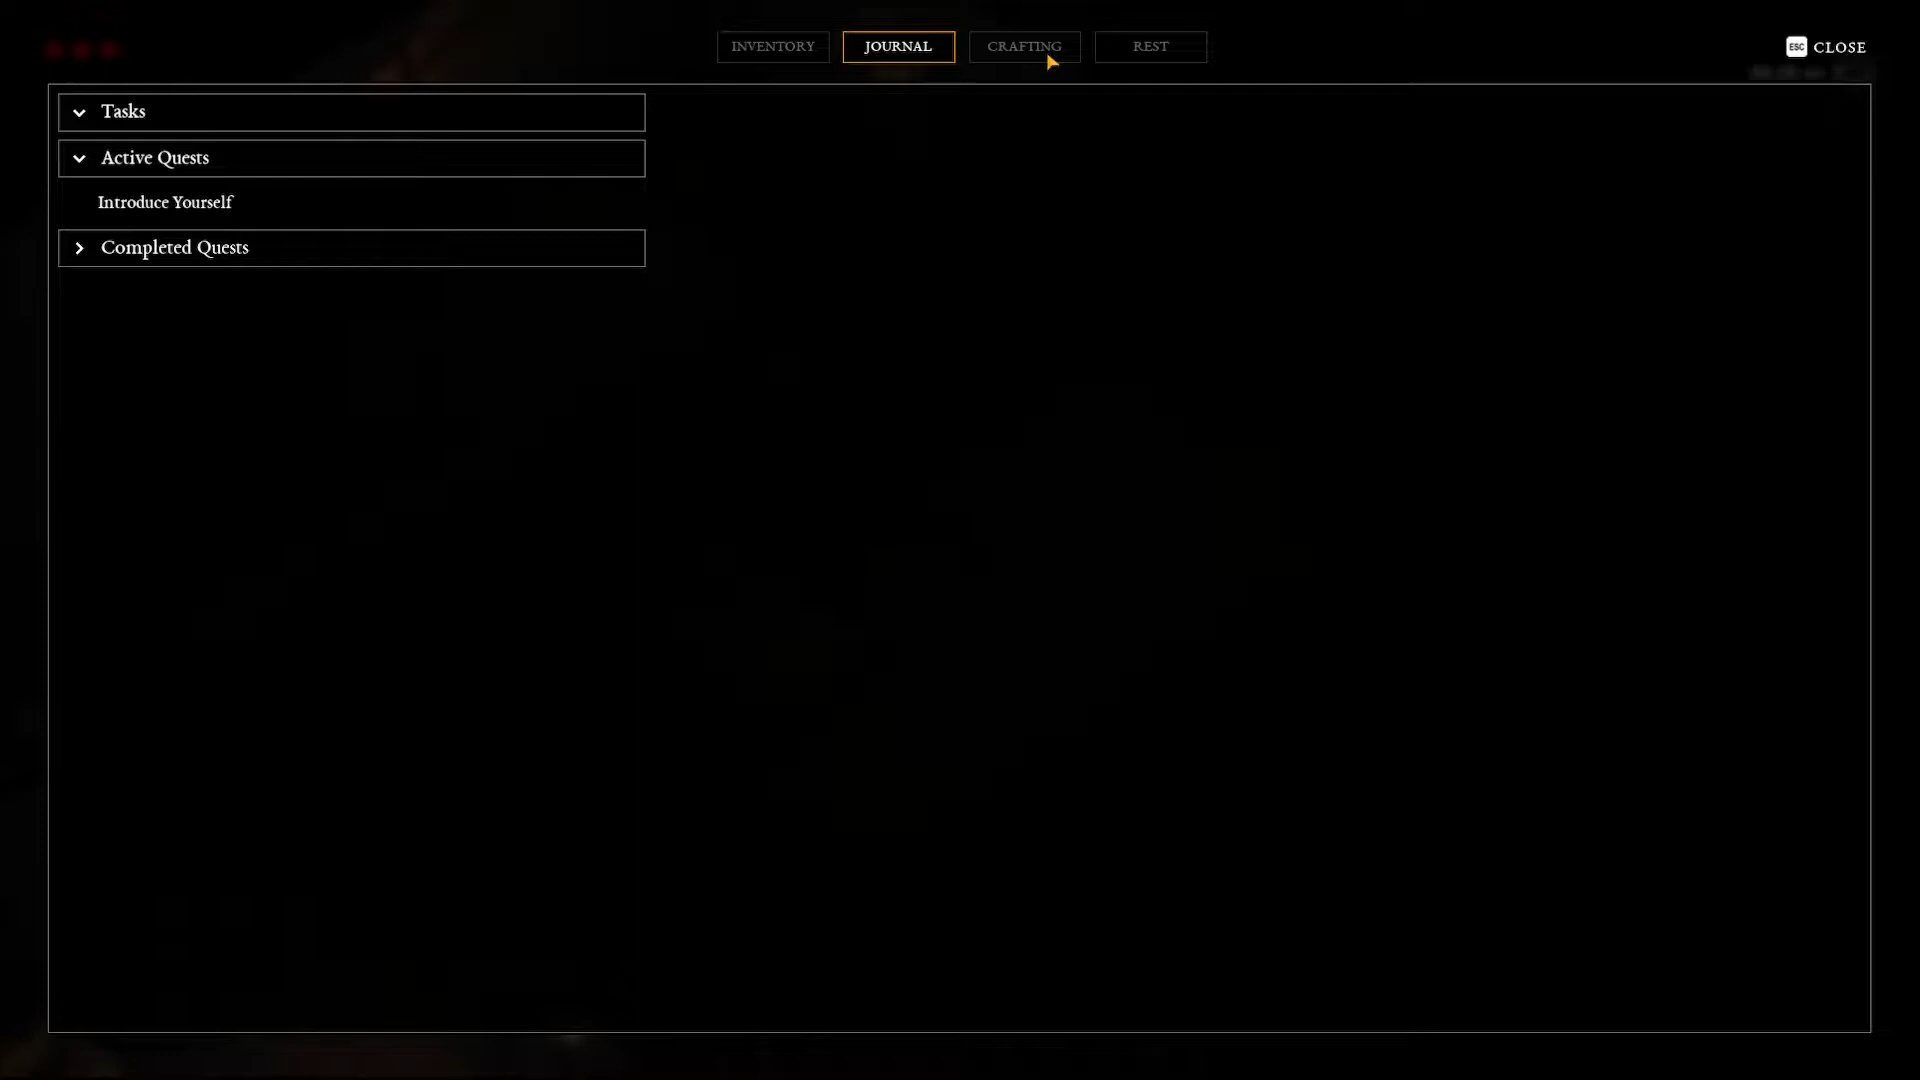 INVENTORY JOURNAL CRAFTING REST ESC CLOSE
Tasks
Active Quests
Introduce Yourself
Completed Quests